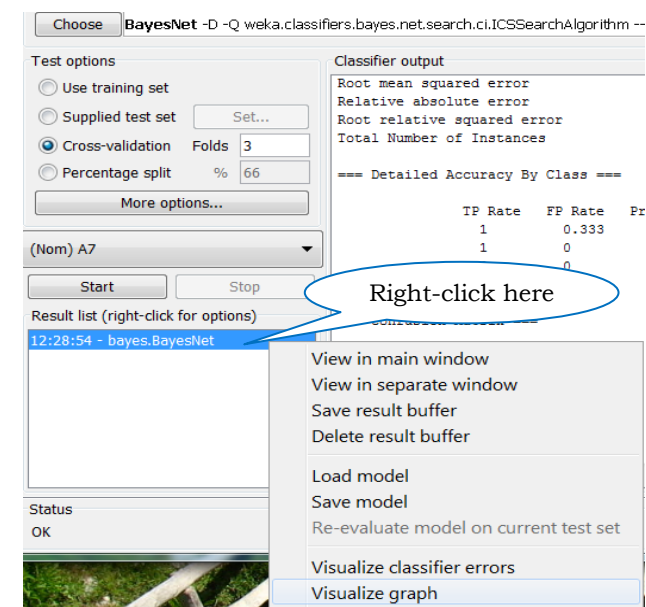 Choose BayesNet -D -Q weka.classifiers.bayes.net.search.ci.ICSSearchAlgorithm --
Test options
Use training set
Supplied test set Set...
Cross-validation Folds 3
Percentage split % 66
More options...
(Nom) A7
Start Stop
Result list (right-click for options)
12:28:54 - bayes.BayesNet
Status
OK
Classifier output
Root mean squared error
Relative absolute error
Root relative squared error
Total Number of Instances
=== Detailed Accuracy By Class ===
TP Rate FP Rate Pr
1 0.333
1 0
0
Right-click here
View in main window
View in separate window
Save result buffer
Delete result buffer
Load model
Save model
Re-evaluate model on current test set
Visualize classifier errors
Visualize graph